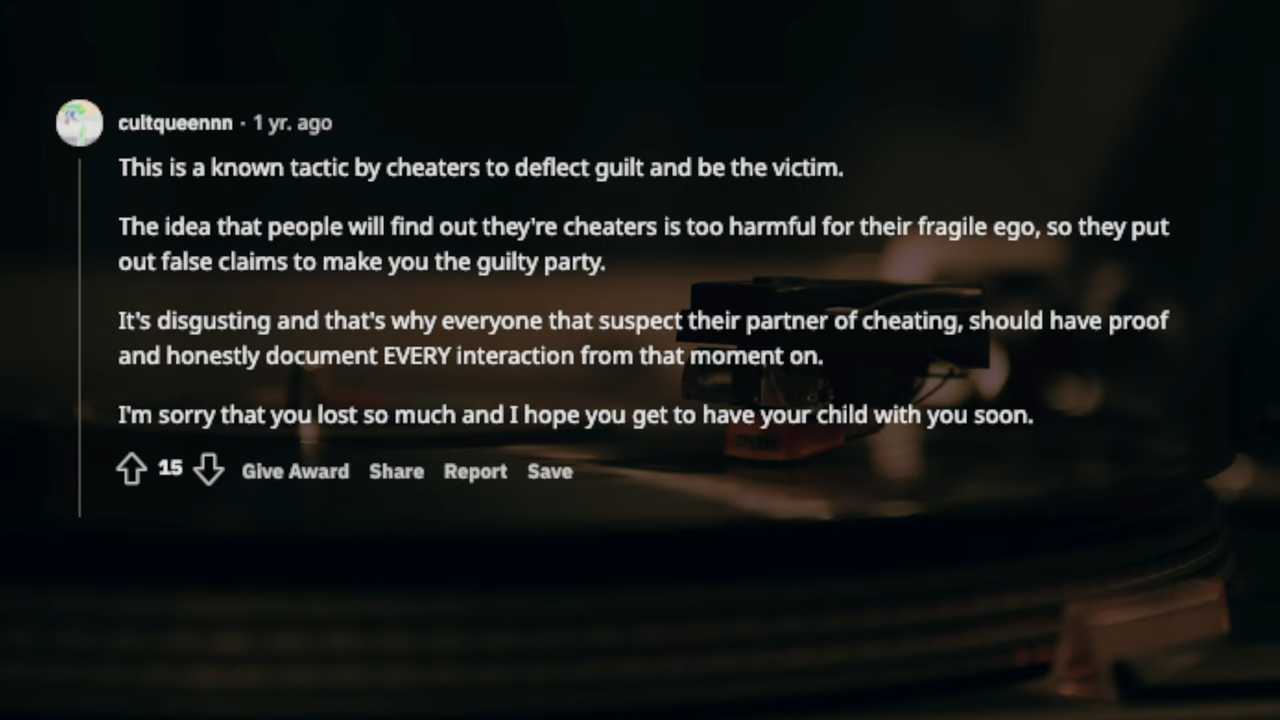 cultqueennn · 1 yr. ago
This is a known tactic by cheaters to deflect guilt and be the victim.
The idea that people will find out they're cheaters is too harmful for their fragile ego, so they put
out false claims to make you the guilty party.
It's disgusting and that's why everyone that suspect their partner of cheating, should have proof
and honestly document EVERY interaction from that moment on.
I'm sorry that you lost so much and I hope you get to have your child with you soon.
15 Give Award Share Report Save